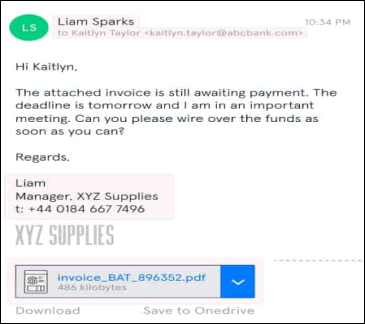 LS
Liam Sparks
10:34 PM
to Kaitlyn Taylor <kaitlyn.taylor@abcbank.com>
Hi Kaitlyn,
The attached invoice is still awaiting payment. The
deadline is tomorrow and I am in an important
meeting. Can you please wire over the funds as
soon as you can?
Regards,
Liam
Manager, XYZ Supplies
t: +44 0184 667 7496
XYZ SUPPLIES
invoice_BAT_896352.pdf
486 kilobytes
Download
Save to Onedrive